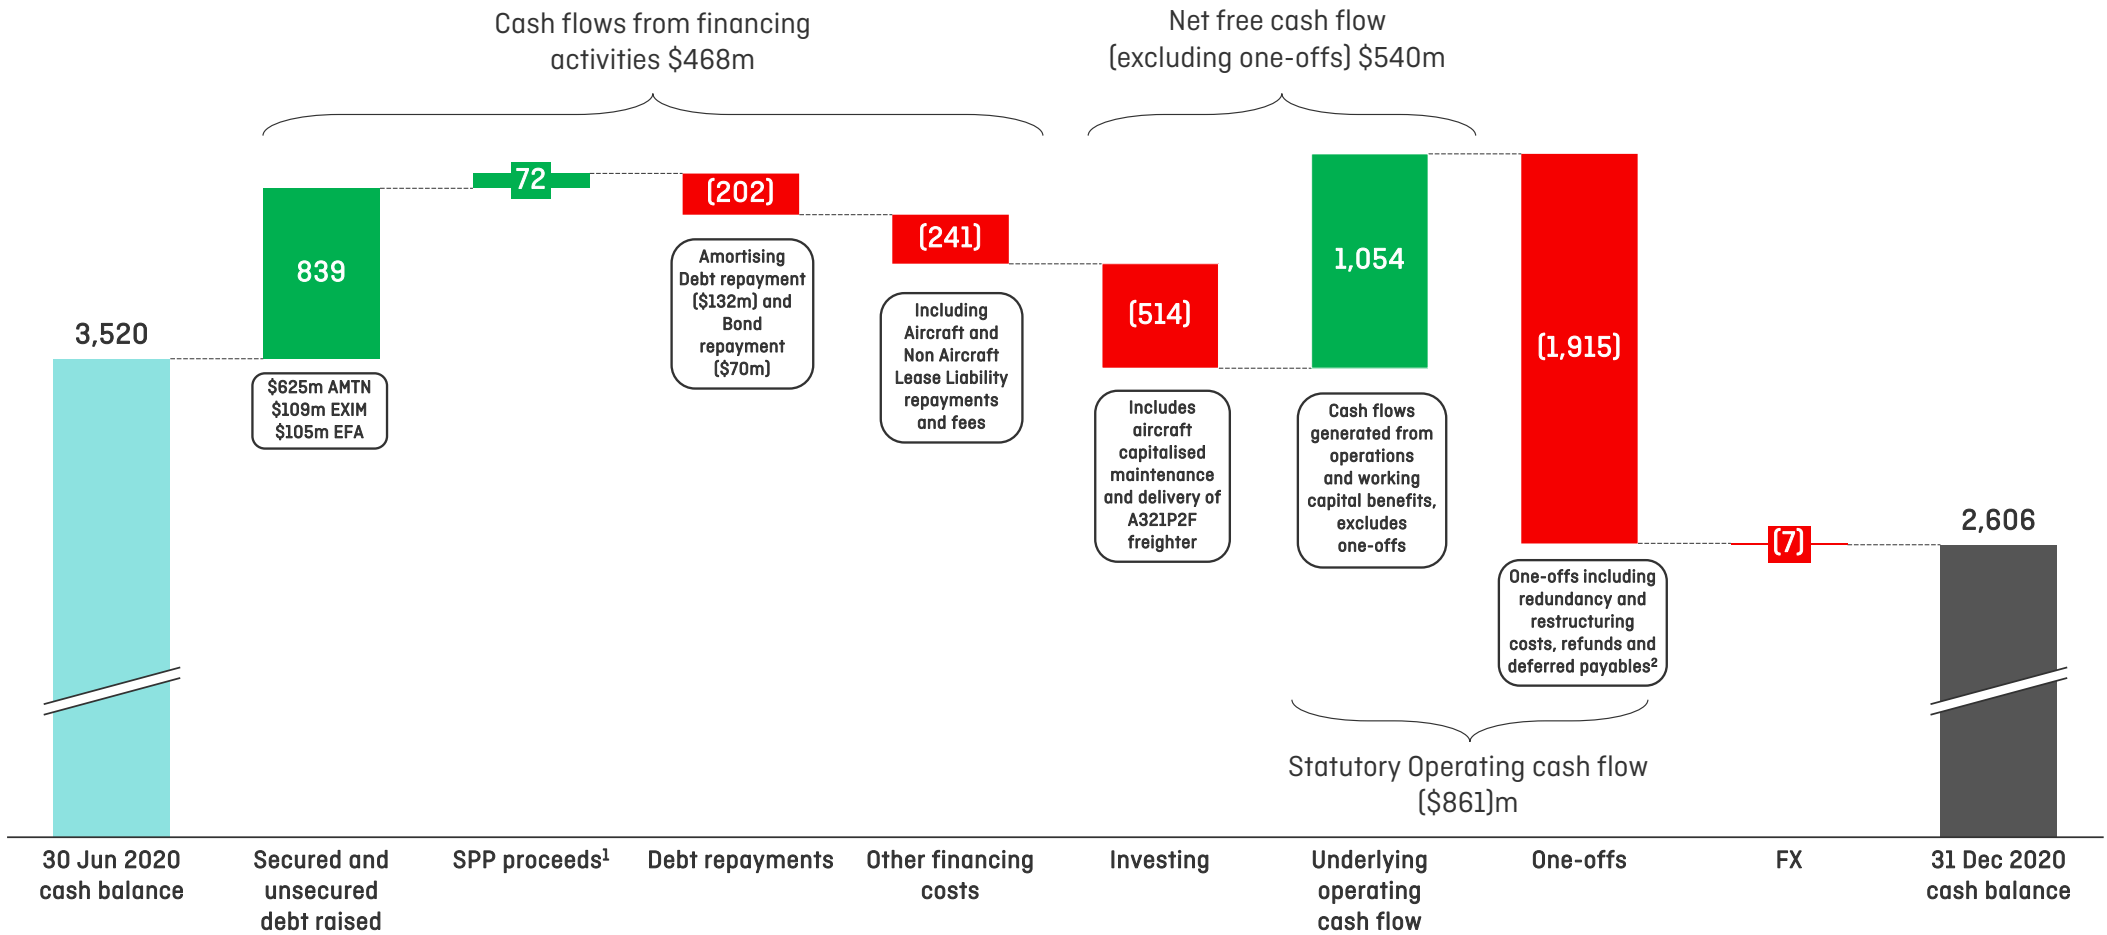 Cash flows from financing
activities $468m
Net free cash flow
(excluding one-offs) $540m
3,520
839
$625m AMTN
$109m EXIM
$105m EFA
72
(202)
Amortising
Debt repayment
($132m) and
Bond
repayment
($70m)
(241)
Including
Aircraft and
Non Aircraft
Lease Liability
repayments
and fees
(514)
Includes
aircraft
capitalised
maintenance
and delivery of
A321P2F
freighter
1,054
Cash flows
generated from
operations
and working
capital benefits,
excludes
one-offs
(1,915)
One-offs including
redundancy and
restructuring
costs, refunds and
deferred payables²
(7)
2,606
Statutory Operating cash flow
($861)m
30 Jun 2020
cash balance
Secured and
unsecured
debt raised
SPP proceeds¹
Debt repayments
Other financing
costs
Investing
Underlying
operating
cash flow
One-offs
FX
31 Dec 2020
cash balance